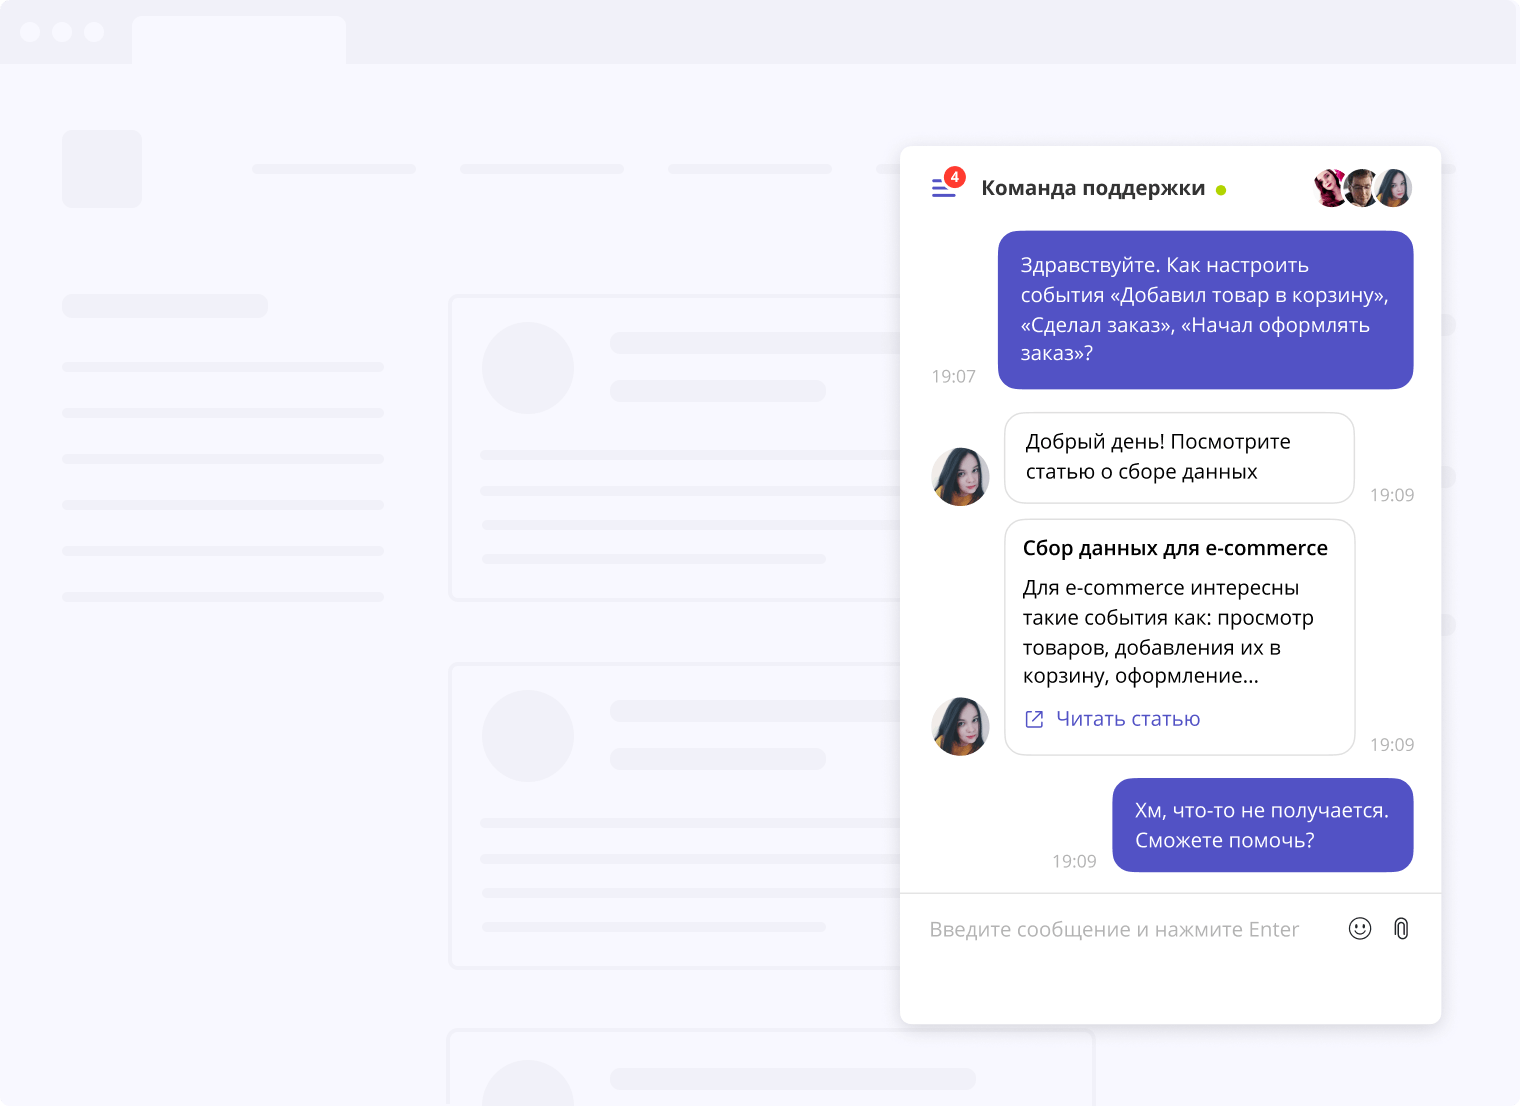 4
Команда поддержки
Здравствуйте. Как настроить
события «Добавил товар в корзину»,
«Сделал заказ», «Начал оформлять
заказ»?
19:07
Добрый день! Посмотрите
статью о сборе данных
19:09
Сбор данных для e-commerce
Для e-commerce интересны
такие события как: просмотр
товаров, добавления их в
корзину, оформление...
Читать статью
19:09
Хм, что-то не получается.
Сможете помочь?
19:09
Введите сообщение и нажмите Enter